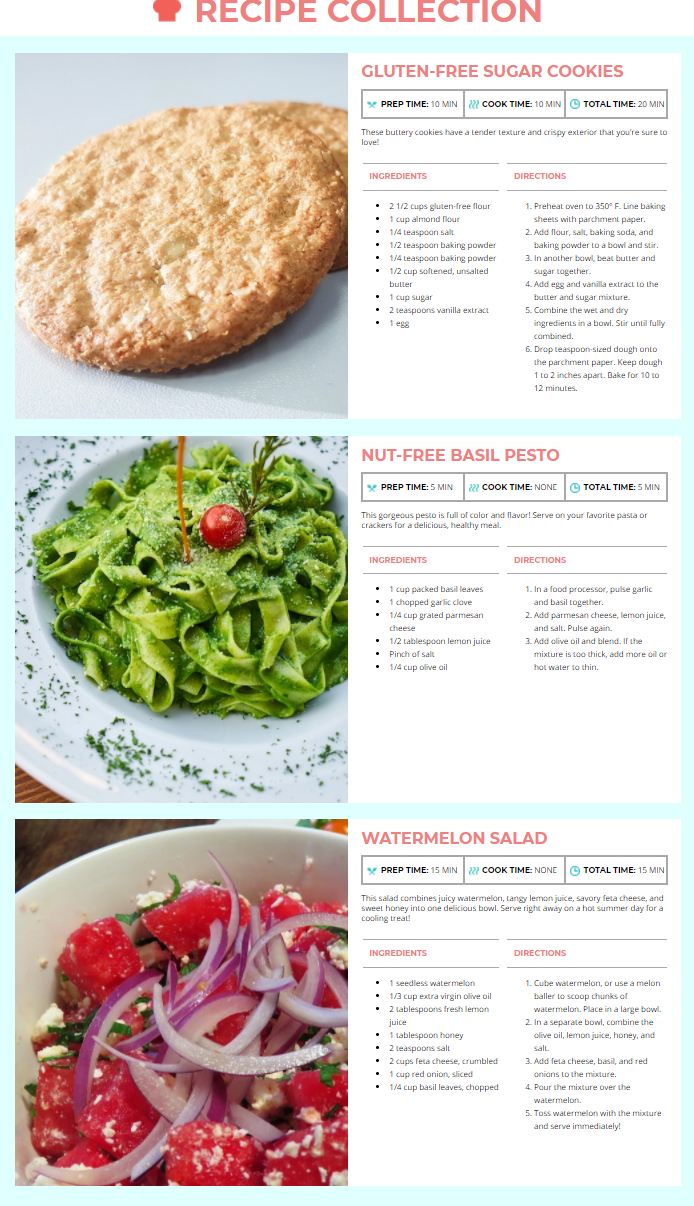 RECIPE COLLECTION
GLUTEN-FREE SUGAR COOKIES
PREP TIME: 10 MIN COOK TIME: 10 MIN TOTAL TIME: 20 MIN
These buttery cookies have a tender texture and crispy exterior that you're sure to
love!
INGREDIENTS
2 1/2 cups gluten-free flour
1 cup almond flour
1/4 teaspoon salt
1/2 teaspoon baking powder
1/4 teaspoon baking powder
1/2 cup softened, unsalted
butter
1 cup sugar
2 teaspoons vanilla extract
1 egg
DIRECTIONS
1. Preheat oven to 350° F. Line baking
sheets with parchment paper.
2. Add flour, salt, baking soda, and
baking powder to a bowl and stir.
3. In another bowl, beat butter and
sugar together.
4. Add egg and vanilla extract to the
butter and sugar mixture.
5. Combine the wet and dry
ingredients in a bowl. Stir until fully
combined.
6. Drop teaspoon-sized dough onto
the parchment paper. Keep dough
1 to 2 inches apart. Bake for 10 to
12 minutes.
NUT-FREE BASIL PESTO
PREP TIME: 5 MIN COOK TIME: NONE TOTAL TIME: 5 MIN
This gorgeous pesto is full of color and flavor! Serve on your favorite pasta or
crackers for a delicious, healthy meal.
INGREDIENTS
1 cup packed basil leaves
1 chopped garlic clove
1/4 cup grated parmesan
cheese
1/2 tablespoon lemon juice
Pinch of salt
1/4 cup olive oil
DIRECTIONS
1. In a food processor, pulse garlic
and basil together.
2. Add parmesan cheese, lemon juice,
and salt. Pulse again.
3. Add olive oil and blend. If the
mixture is too thick, add more oil or
hot water to thin.
WATERMELON SALAD
PREP TIME: 15 MIN COOK TIME: NONE TOTAL TIME: 15 MIN
This salad combines juicy watermelon, tangy lemon juice, savory feta cheese, and
sweet honey into one delicious bowl. Serve right away on a hot summer day for a
cooling treat!
INGREDIENTS
1 seedless watermelon
1/3 cup extra virgin olive oil
2 tablespoons fresh lemon
juice
1 tablespoon honey
2 teaspoons salt
2 cups feta cheese, crumbled
1 cup red onion, sliced
1/4 cup basil leaves, chopped
DIRECTIONS
1. Cube watermelon, or use a melon
baller to scoop chunks of
watermelon. Place in a large bowl.
2. In a separate bowl, combine the
olive oil, lemon juice, honey, and
salt.
3. Add feta cheese, basil, and red
onions to the mixture.
4. Pour the mixture over the
watermelon.
5. Toss watermelon with the mixture
and serve immediately!